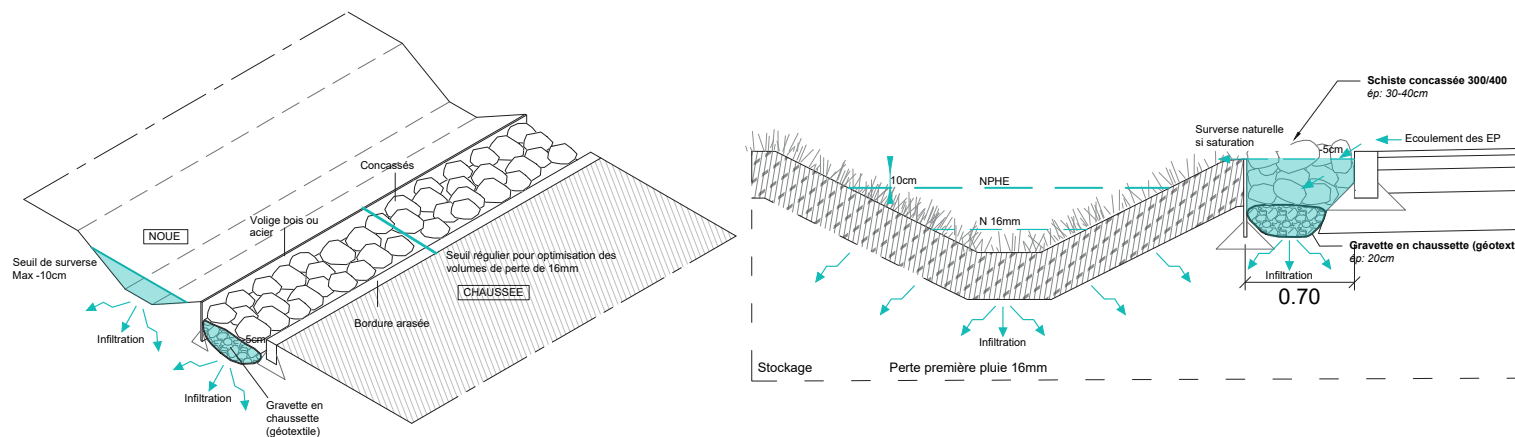 Concassés
Volige bois ou
acier
NOUE
Seuil de surverse
Max -10cm
Seuil régulier pour optimisation des
volumes de perte de 16mm
CHAUSSEE
Bordure arasée
-5cm
Infiltration
Infiltration
Gravette en
chaussette
(géotextile)
Schiste concassée 300/400
ép: 30-40cm
Surverse naturelle
si saturation
Ecoulement des EP
-5cm
10cm
NPHE
N 16mm
Gravette en chaussette (géotext
ép: 20cm
Infiltration
0.70
Infiltration
Stockage
Perte première pluie 16mm